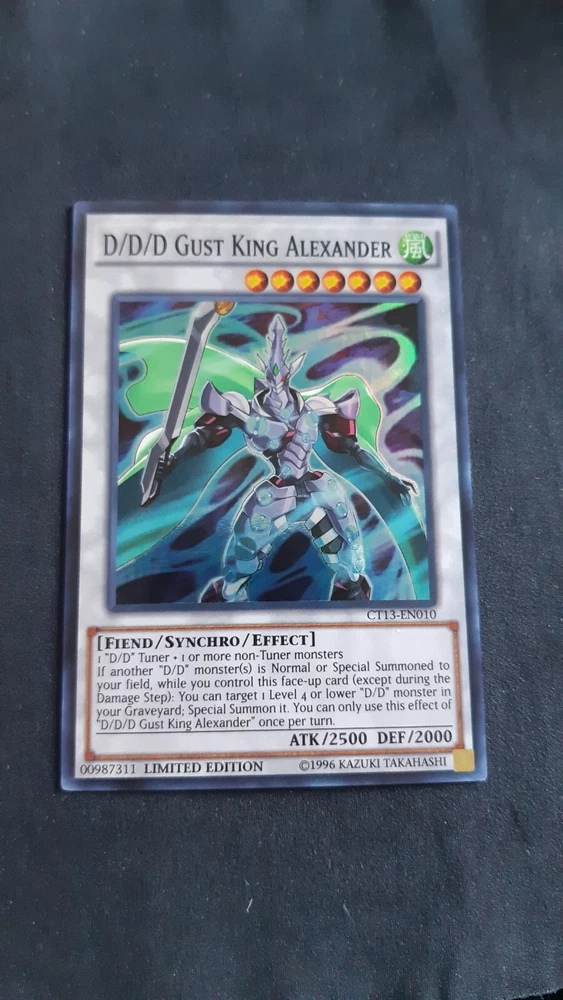 D/D/D Gust King Alexander
嵐
CT13-EN010
[Fiend/Synchro/Effect]
1 "D/D" Tuner + 1 or more non-Tuner monsters
If another "D/D" monster(s) is Normal or Special Summoned to
your field, while you control this face-up card (except during the
Damage Step): You can target 1 Level 4 or lower "D/D" monster in
your Graveyard; Special Summon it. You can only use this effect of
"D/D/D Gust King Alexander" once per turn.
ATK/2500 DEF/2000
00987311 LIMITED EDITION ©1996 KAZUKI TAKAHASHI